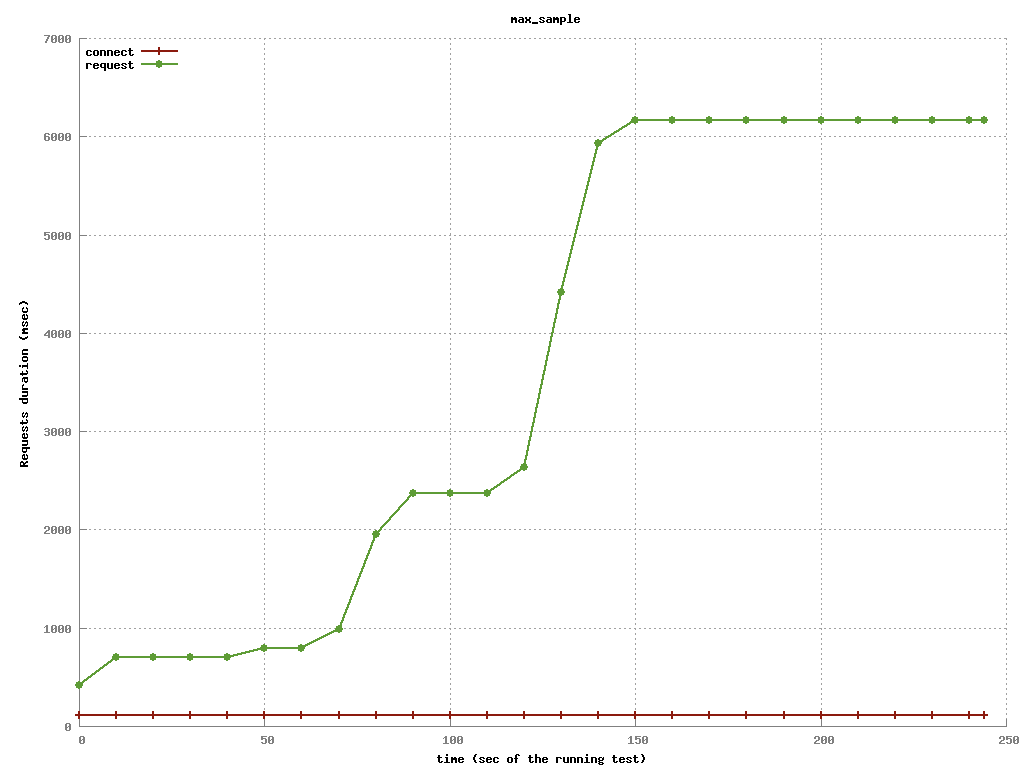 max_sample
7000
connect
request
6000
5000
4000
3000
2000
1000
0
Requests duration (msec)
0 50 100 150 200 250
time (sec of the running test)